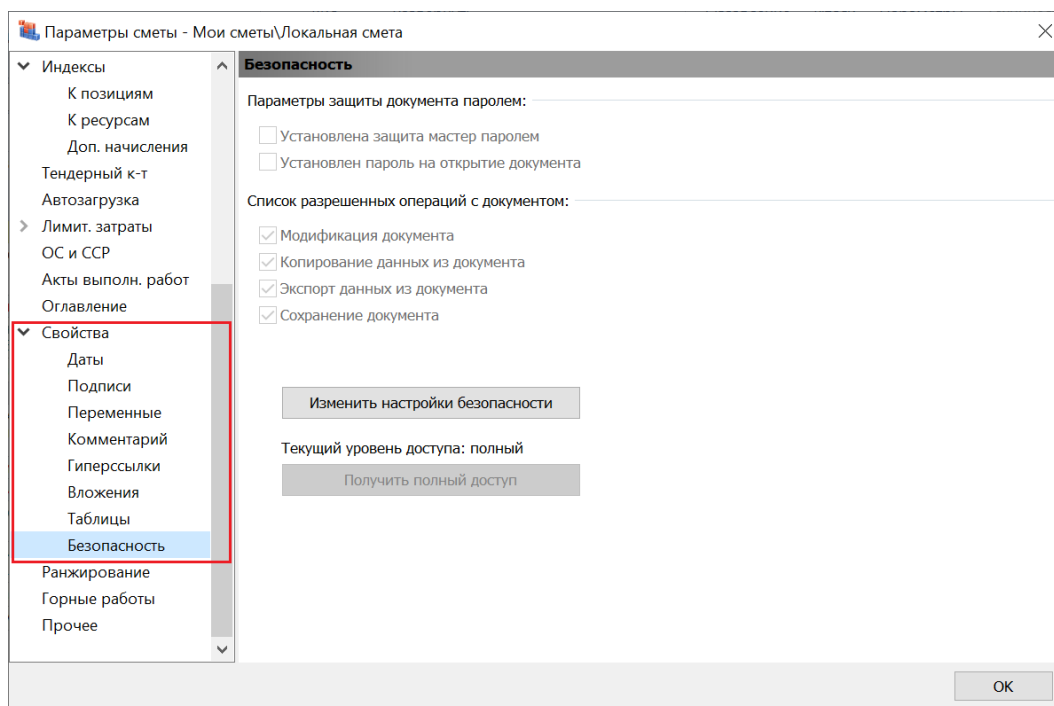 Параметры сметы - Мои сметы\Локальная смета
Индексы
К позициям
К ресурсам
Доп. начисления
Тендерный к-т
Автозагрузка
Лимит. затраты
ОС и ССР
Акты выполн. работ
Оглавление
Свойства
Даты
Подписи
Переменные
Комментарий
Гиперссылки
Вложения
Таблицы
Безопасность
Ранжирование
Горные работы
Прочее
Безопасность
Параметры защиты документа паролем:
Установлена защита мастер паролем
Установлен пароль на открытие документа
Список разрешенных операций с документом:
Модификация документа
Копирование данных из документа
Экспорт данных из документа
Сохранение документа
Изменить настройки безопасности
Текущий уровень доступа: полный
Получить полный доступ
ОК